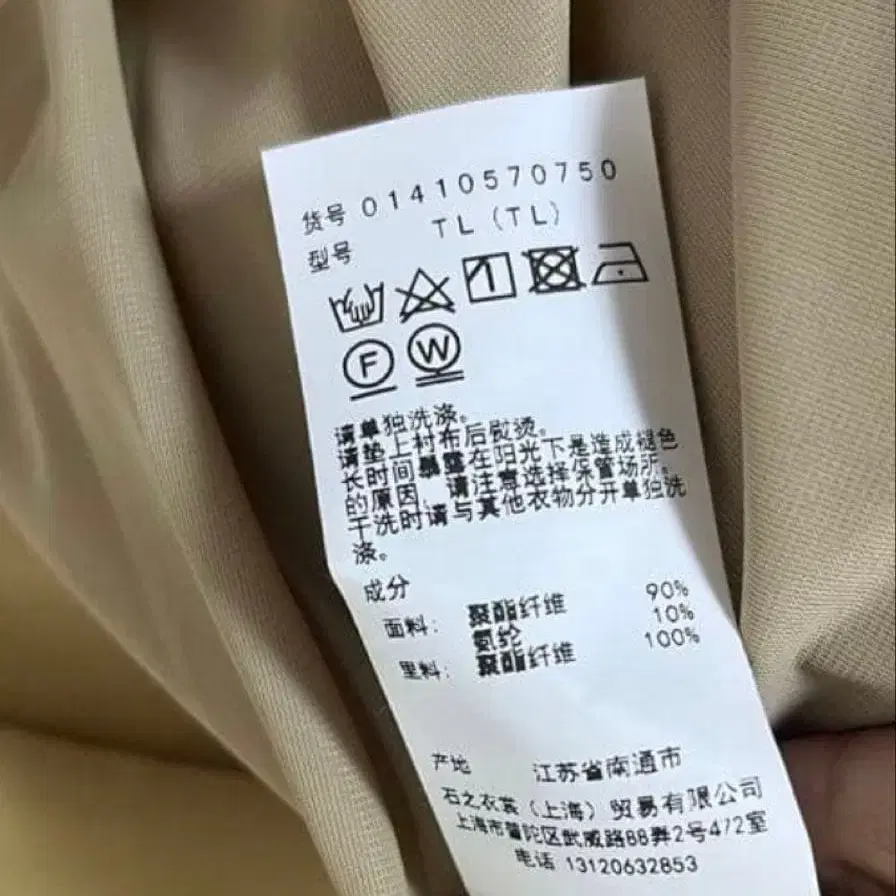 货号 01410570750
型号 TL (TL)
F W
请单独洗涤。
请垫上衬布后熨烫。
长时间暴露在阳光下是造成褪色
的原因，请注意选择保管场所。
干洗时请与其他衣物分开单独洗
涤。
成分
面料： 聚酯纤维 90%
氨纶 10%
里料： 聚酯纤维 100%
产地 江苏省南通市
石之衣裳（上海）贸易有限公司
上海市普陀区武威路88弄2号472室
电话 13120632853